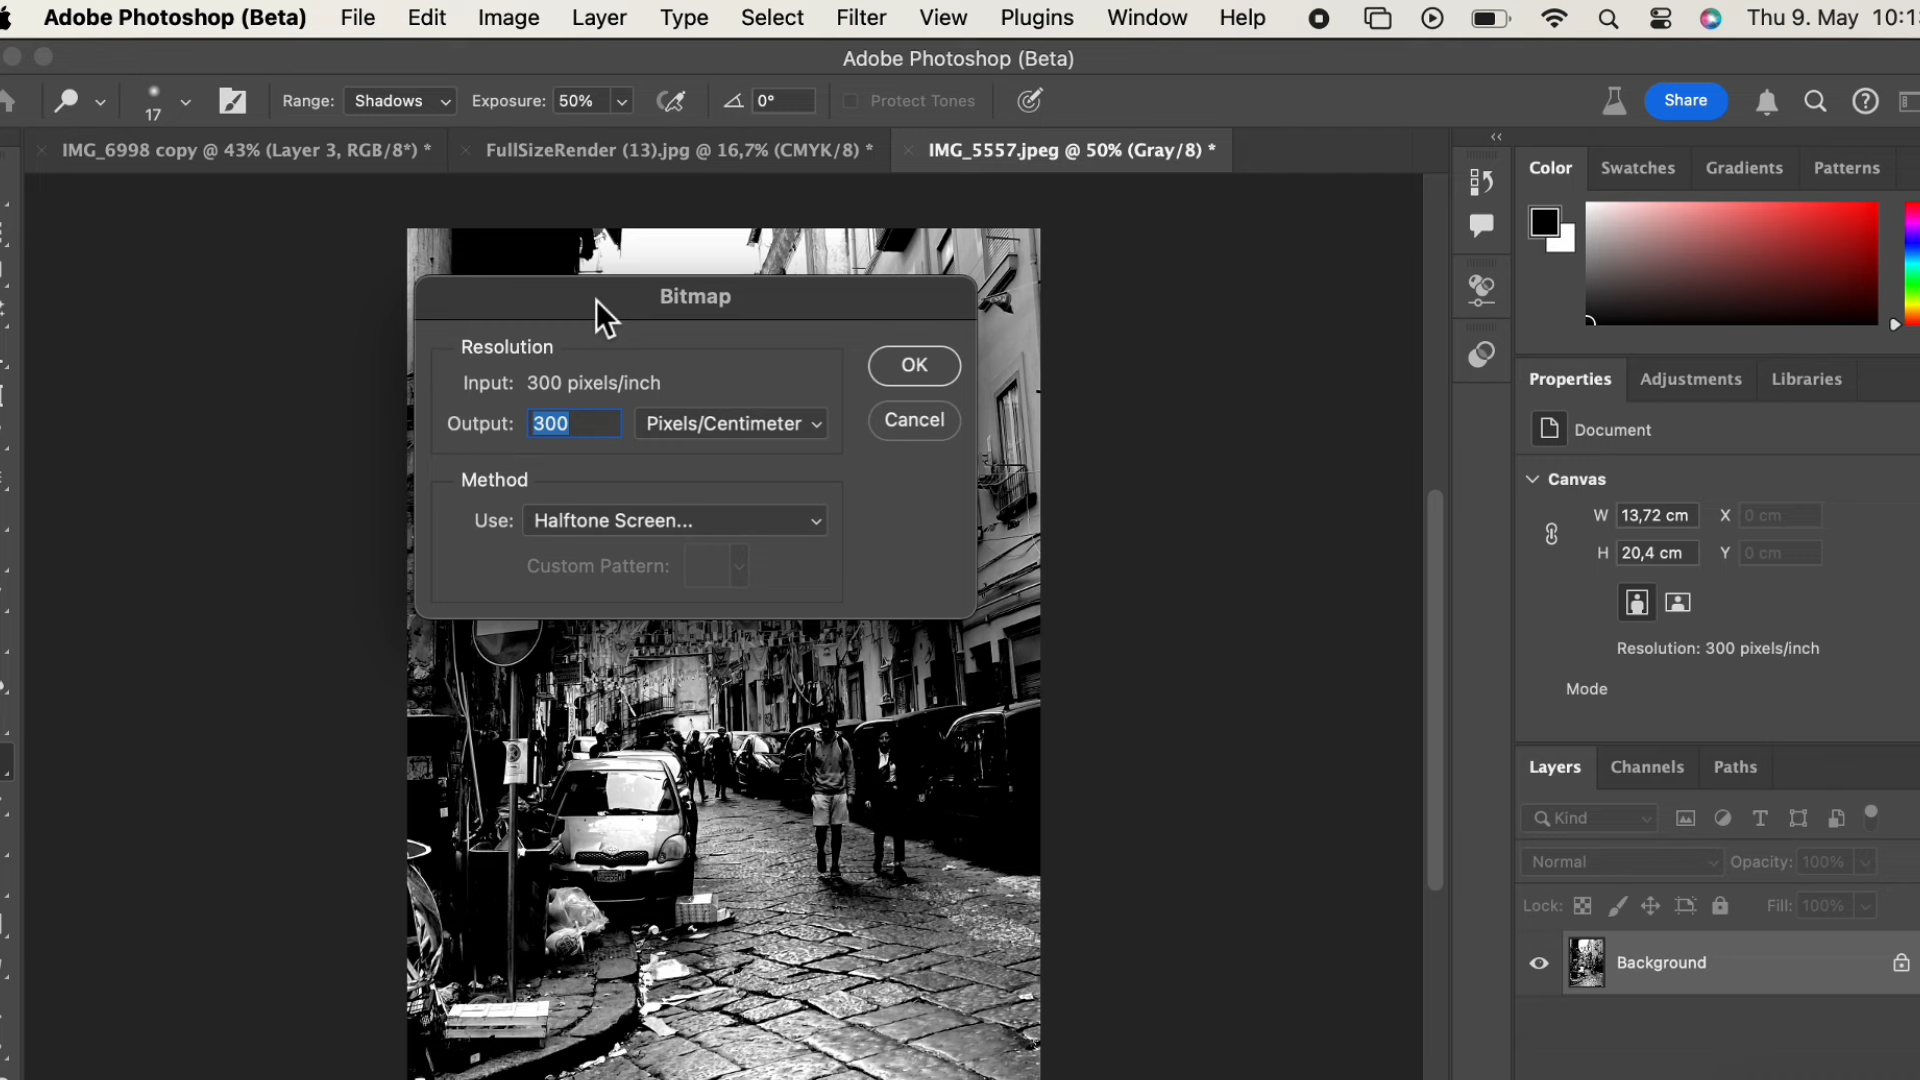 Adobe Photoshop (Beta) File Edit Image Layer Type Select Filter View Plugins Window Help Thu 9. May 10:1
Adobe Photoshop (Beta)
17 Range: Shadows Exposure: 50% 0° Protect Tones Share
IMG_6998 copy @ 43% (Layer 3, RGB/8*) * FullSizeRender (13).jpg @ 16,7% (CMYK/8) * IMG_5557.jpeg @ 50% (Gray/8) *
Color Swatches Gradients Patterns
Bitmap
Resolution
Input: 300 pixels/inch
Output: 300 Pixels/Centimeter
OK
Cancel
Method
Use: Halftone Screen...
Custom Pattern:
Properties Adjustments Libraries
Document
Canvas
W 13,72 cm X 0 cm
H 20,4 cm Y 0 cm
Resolution: 300 pixels/inch
Mode
Layers Channels Paths
Kind
Normal Opacity: 100%
Lock: Fill: 100%
Background